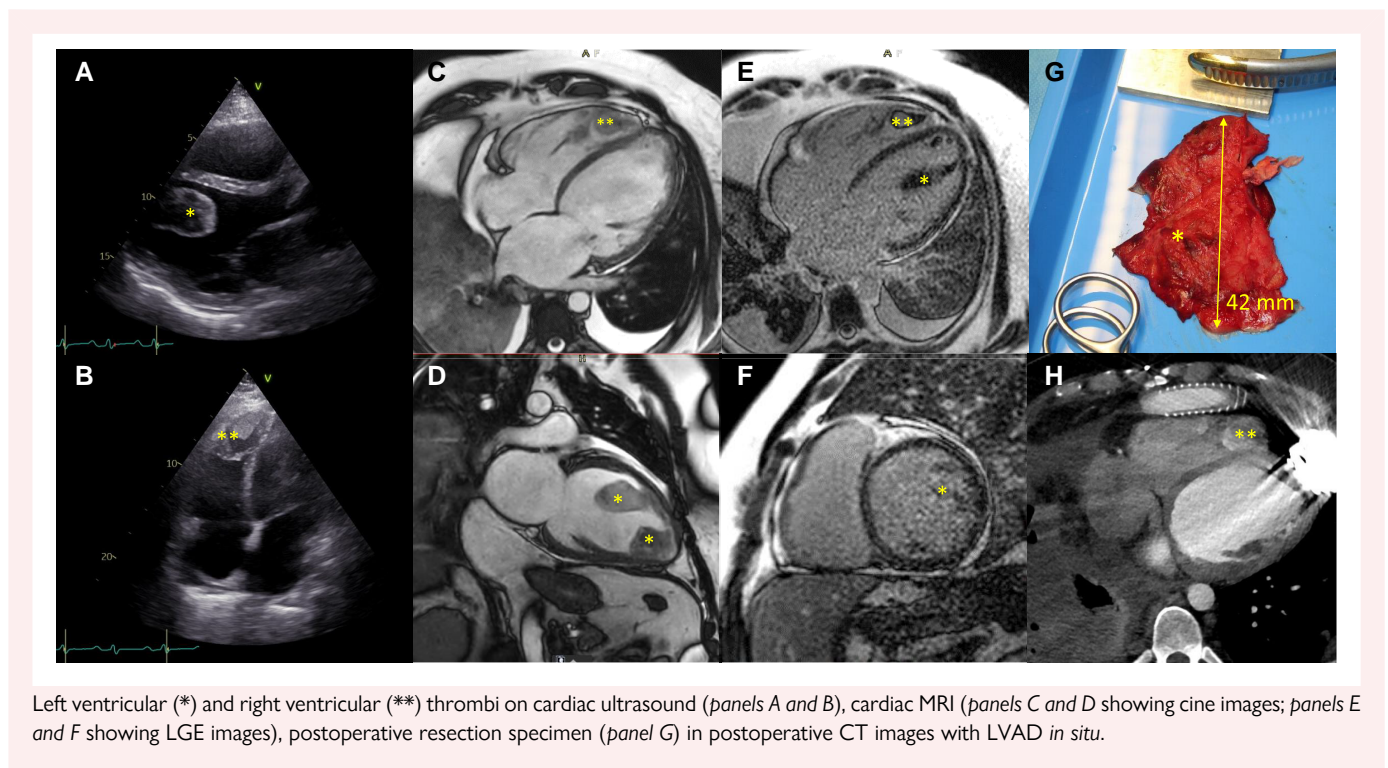 A
V
5
*
10
15
B
V
**
10
20
C
A F
**
D
H
*
*
E
A F
**
*
F
*
G
*
42 mm
H
**
Left ventricular (*) and right ventricular (**) thrombi on cardiac ultrasound (panels A and B), cardiac MRI (panels C and D showing cine images; panels E
and F showing LGE images), postoperative resection specimen (panel G) in postoperative CT images with LVAD in situ.